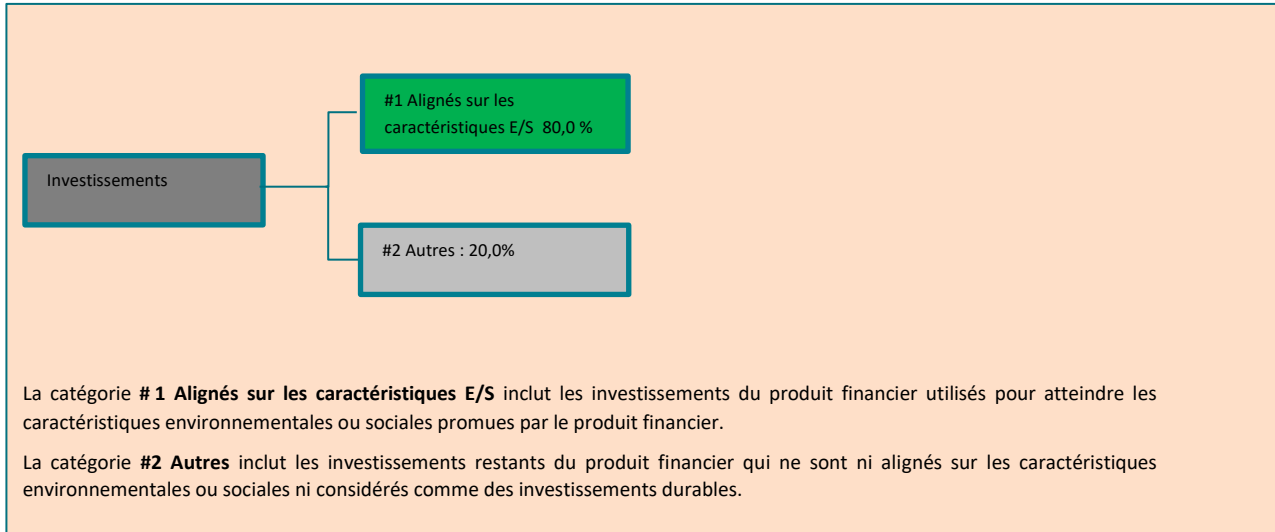 #1 Alignés sur les
caractéristiques E/S 80,0 %
Investissements
#2 Autres : 20,0%
La catégorie # 1 Alignés sur les caractéristiques E/S inclut les investissements du produit financier utilisés pour atteindre les
caractéristiques environnementales ou sociales promues par le produit financier.
La catégorie #2 Autres inclut les investissements restants du produit financier qui ne sont ni alignés sur les caractéristiques
environnementales ou sociales ni considérés comme des investissements durables.